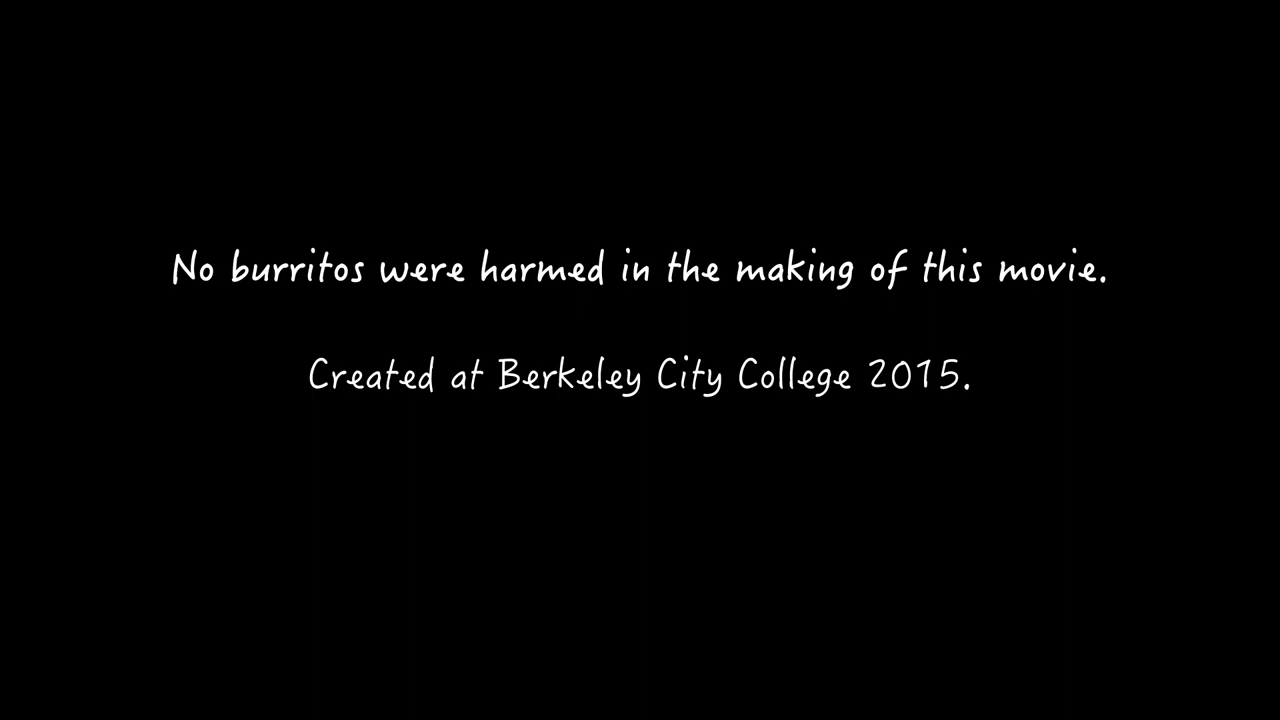 No burritos were harmed in the making of this movie.
Created at Berkeley City College 2015.